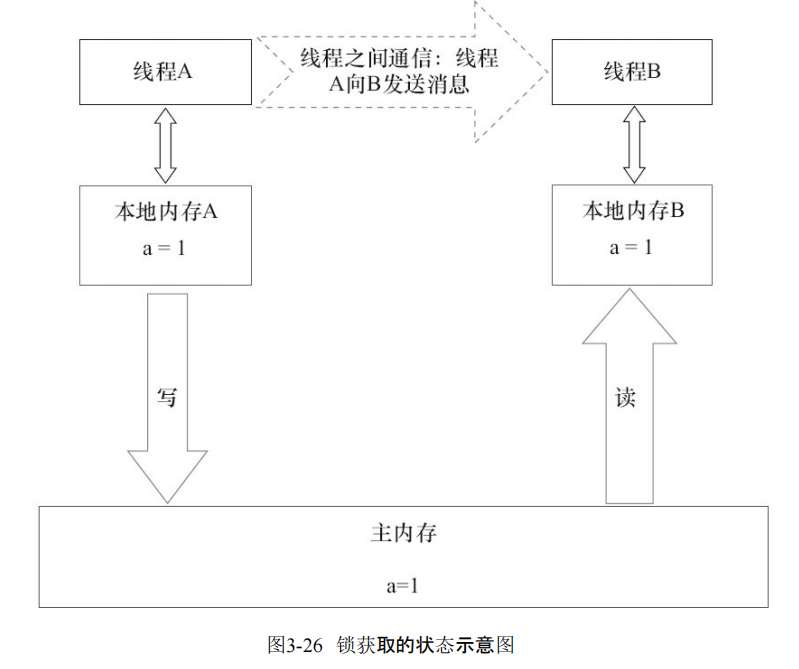 线程A
线程之间通信：线程
A向B发送消息
线程B
本地内存A
a = 1
本地内存B
a = 1
写
读
主内存
a=1
图3-26 锁获取的状态示意图